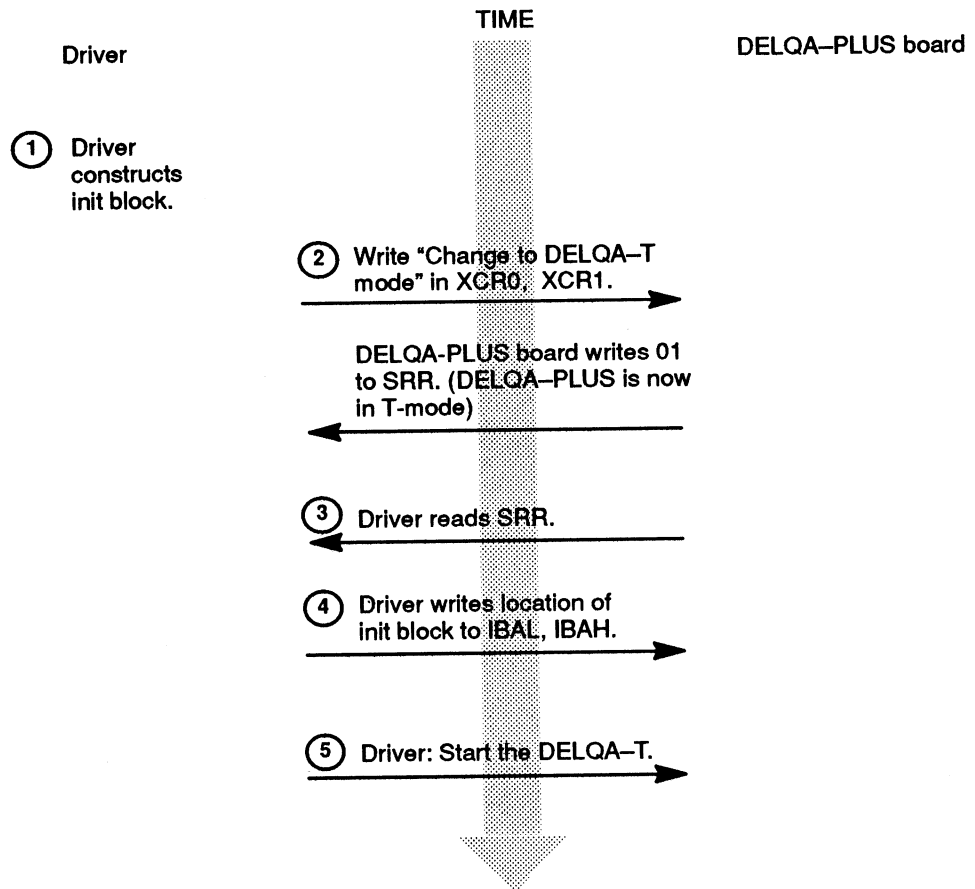 TIME
Driver
DELQA–PLUS board
1 Driver
constructs
init block.
2 Write "Change to DELQA–T
mode" in XCR0, XCR1.
DELQA-PLUS board writes 01
to SRR. (DELQA–PLUS is now
in T-mode)
3 Driver reads SRR.
4 Driver writes location of
init block to IBAL, IBAH.
5 Driver: Start the DELQA–T.